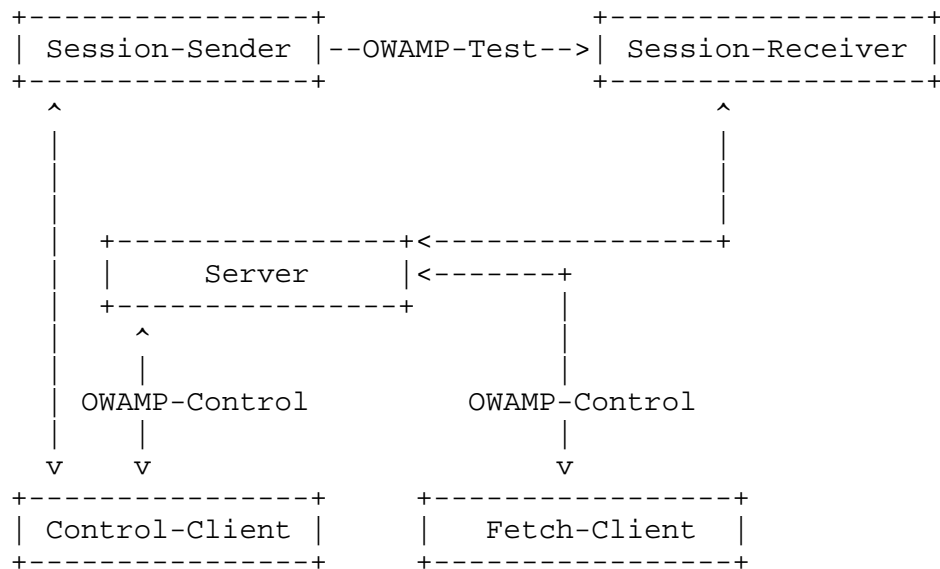 Session-Sender --OWAMP-Test--> Session-Receiver
Server
OWAMP-Control OWAMP-Control
Control-Client Fetch-Client